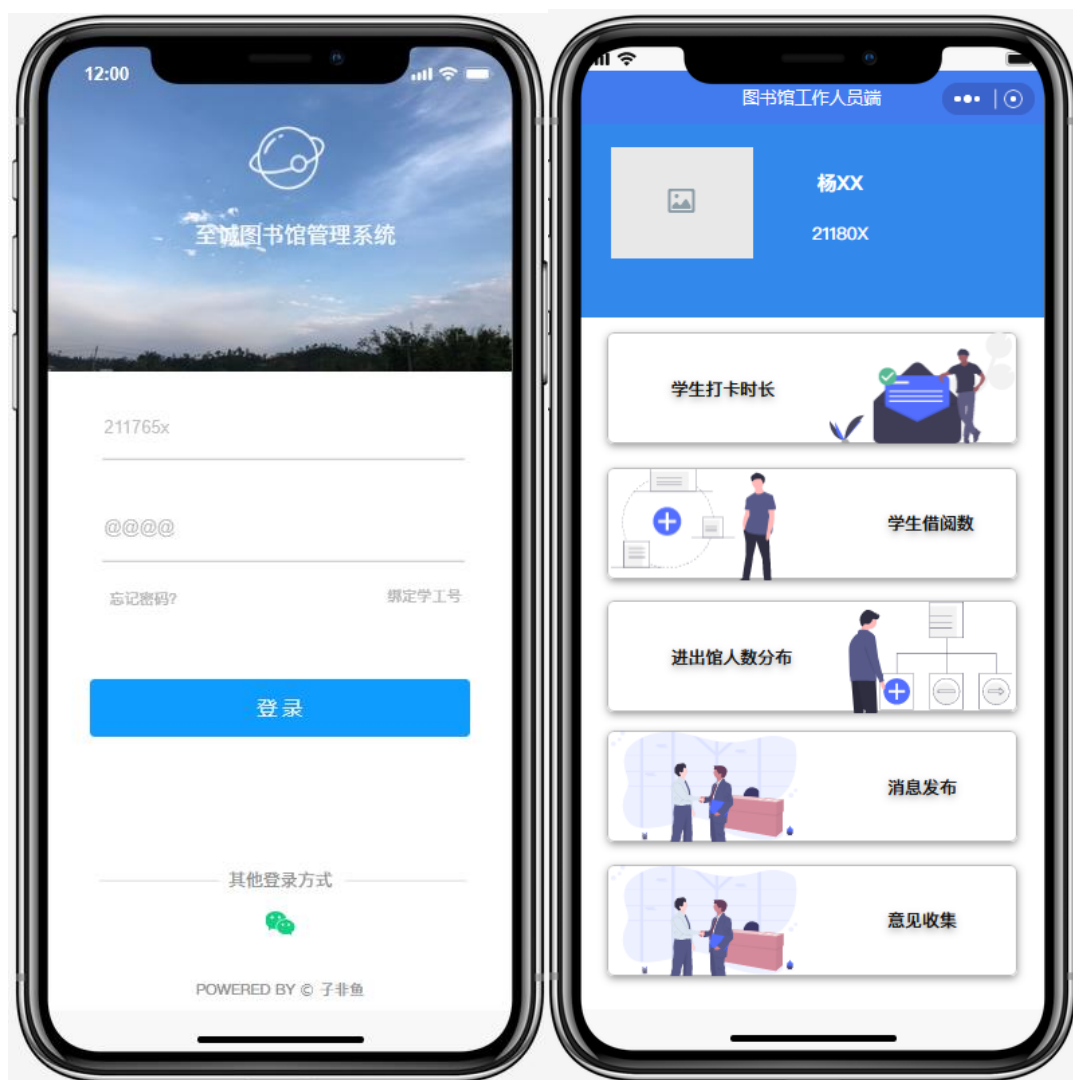 12:00
至诚图书馆管理系统
211765x
@@@@
忘记密码?
绑定学工号
登录
其他登录方式
POWERED BY © 子非鱼
图书馆工作人员端
杨XX
21180X
学生打卡时长
学生借阅数
进出馆人数分布
消息发布
意见收集